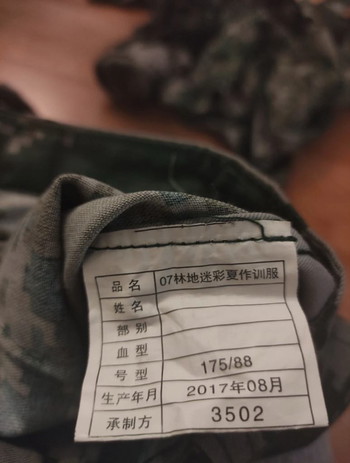 品名 07林地迷彩夏作训服
姓名
部别
血型
号型 175/88
生产年月 2017年08月
承制方 3502